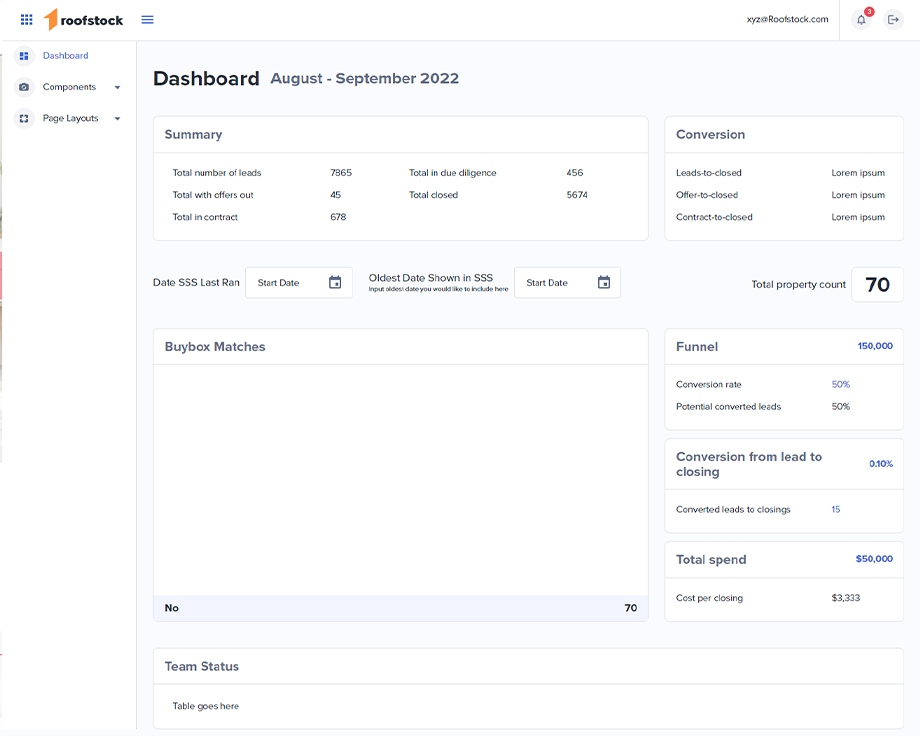 roofstock
xyz@Roofstock.com
3
Dashboard
Components
Page Layouts
Dashboard August - September 2022
Summary
Total number of leads 7865 Total in due diligence 456
Total with offers out 45 Total closed 5674
Total in contract 678
Conversion
Leads-to-closed Lorem ipsum
Offer-to-closed Lorem ipsum
Contract-to-closed Lorem ipsum
Date SSS Last Ran Start Date
Oldest Date Shown in SSS
Input oldest date you would like to include here
Start Date
Total property count 70
Buybox Matches
No 70
Funnel 150,000
Conversion rate 50%
Potential converted leads 50%
Conversion from lead to
closing
0.10%
Converted leads to closings 15
Total spend $50,000
Cost per closing $3,333
Team Status
Table goes here